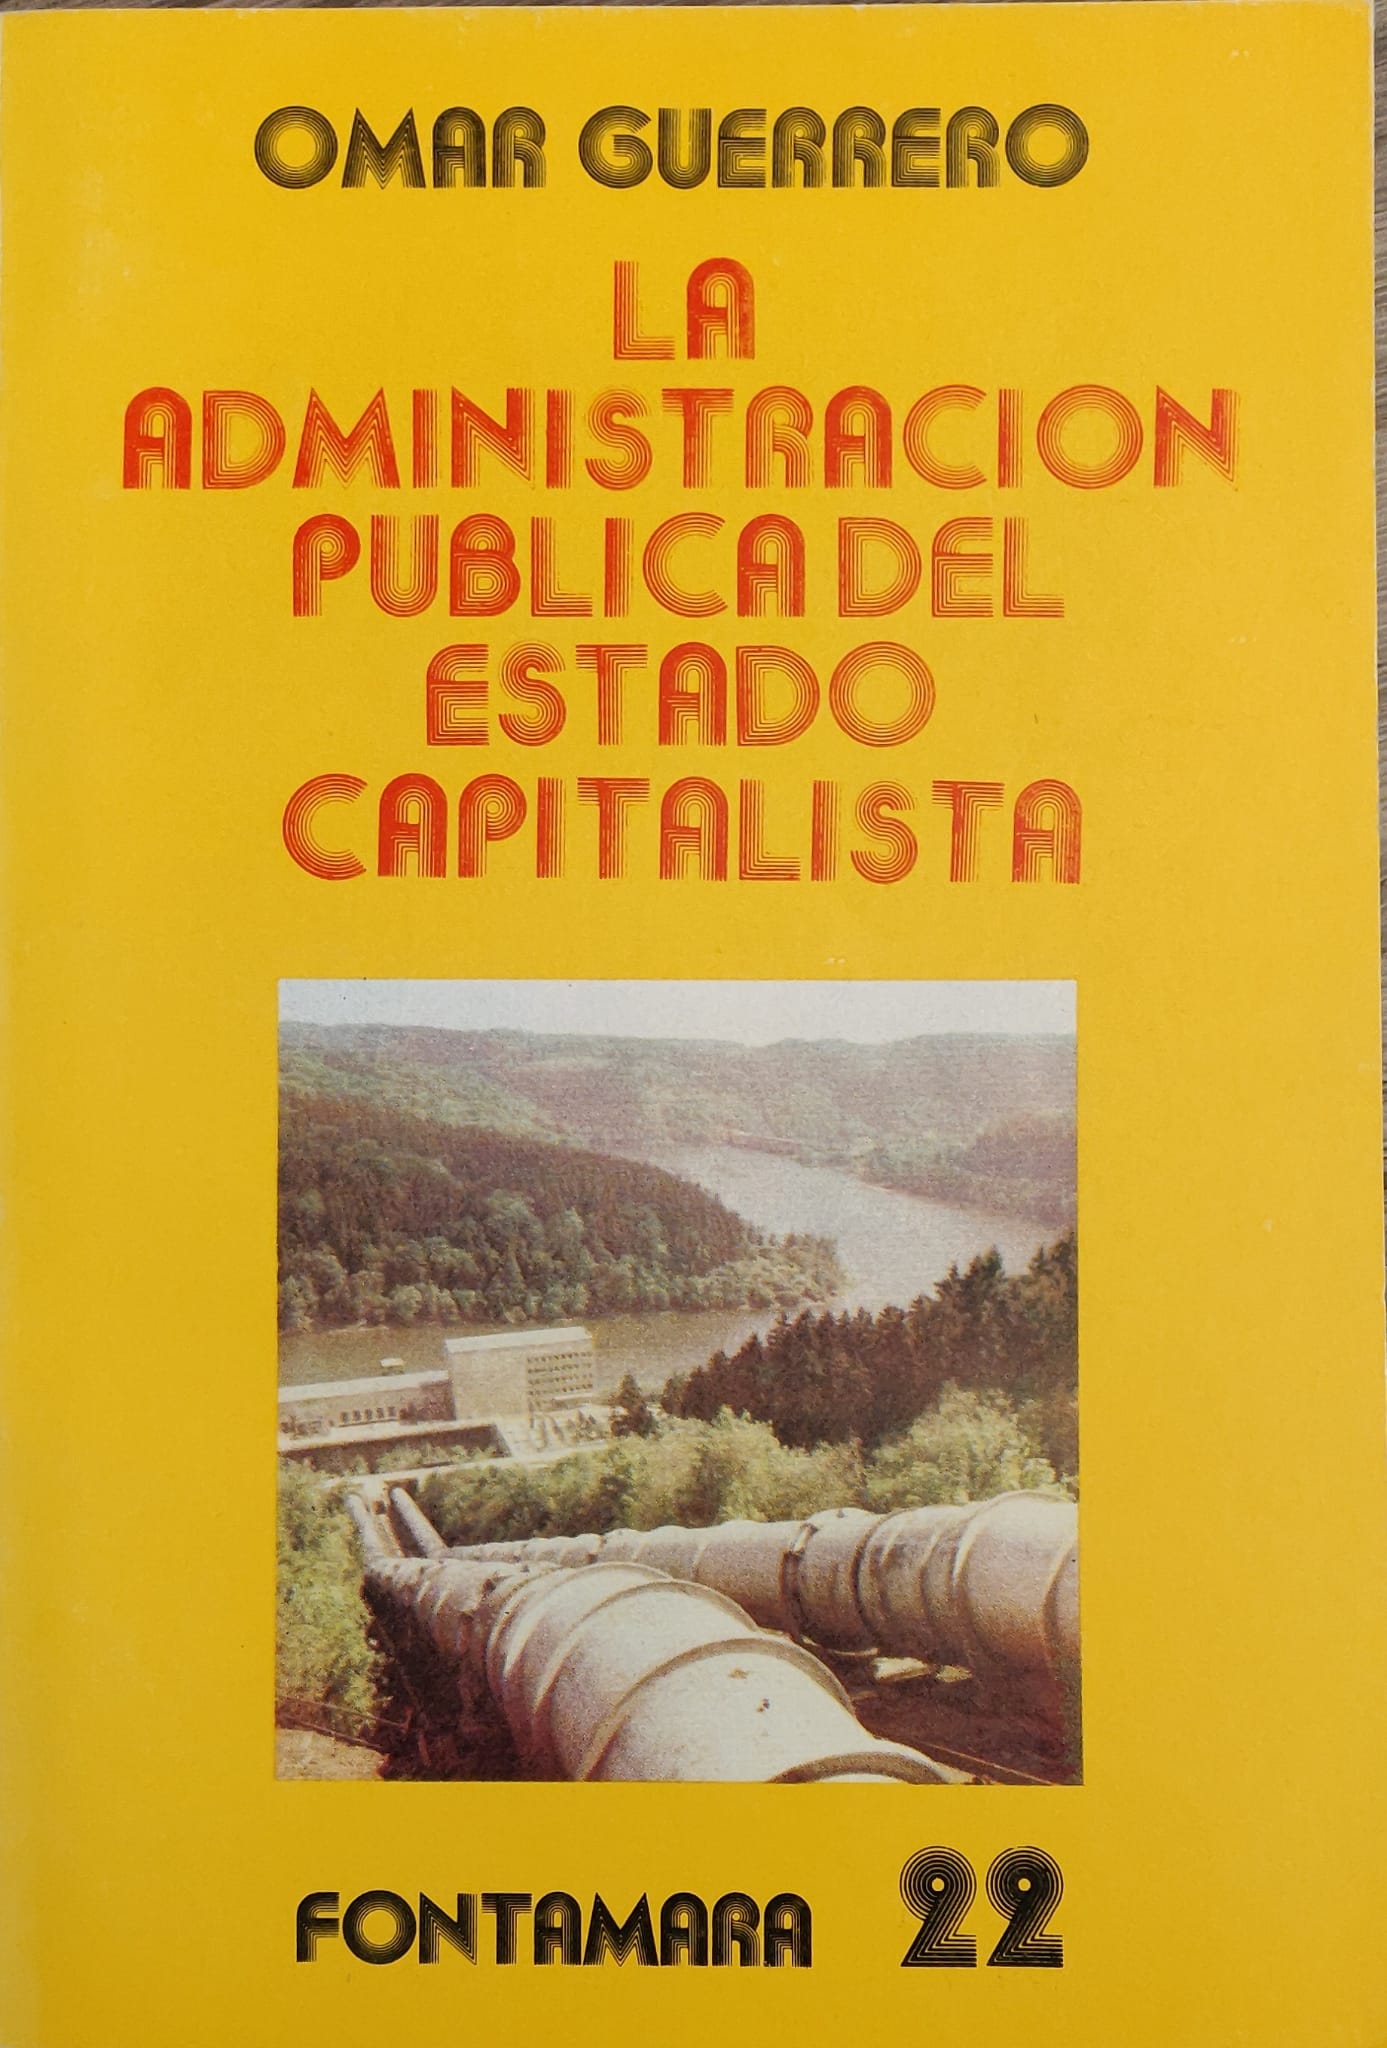 OMAR GUERRERO
LA
ADMINISTRACION
PUBLICA DEL
ESTADO
CAPITALISTA
FONTAMARA 22